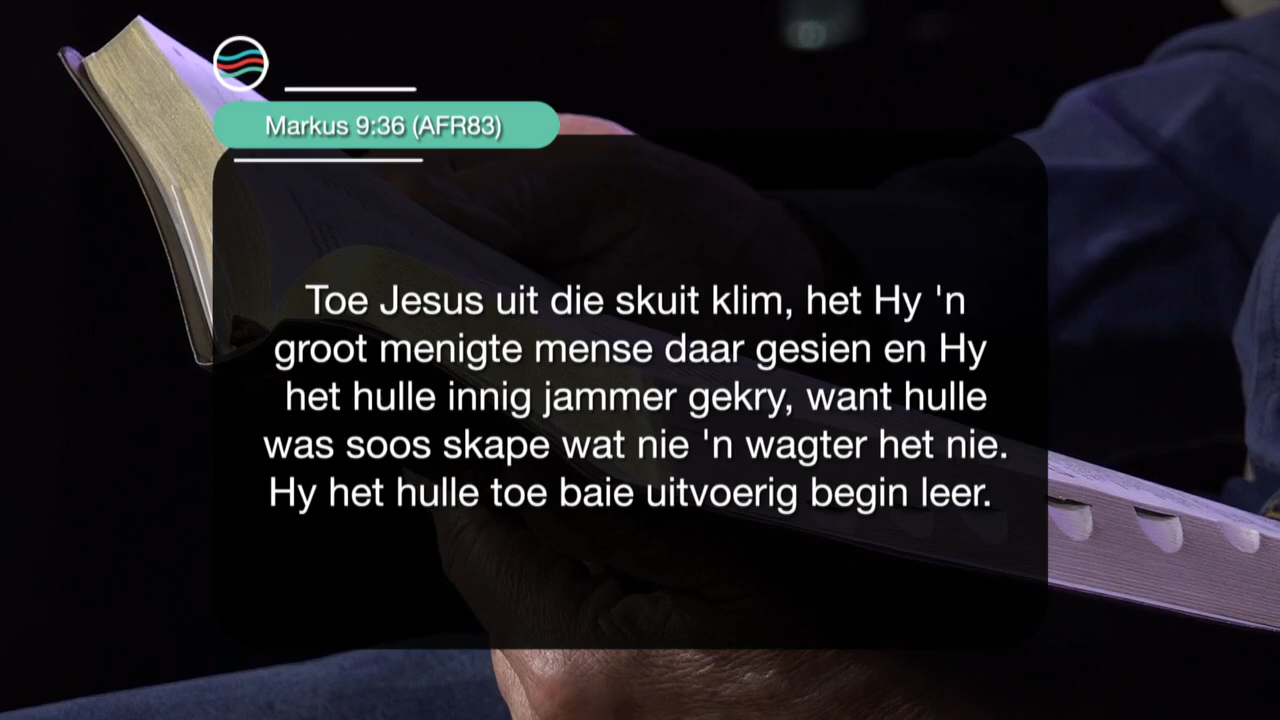 Markus 9:36 (AFR83)
Toe Jesus uit die skuit klim, het Hy 'n
groot menigte mense daar gesien en Hy
het hulle innig jammer gekry, want hulle
was soos skape wat nie 'n wagter het nie.
Hy het hulle toe baie uitvoerig begin leer.